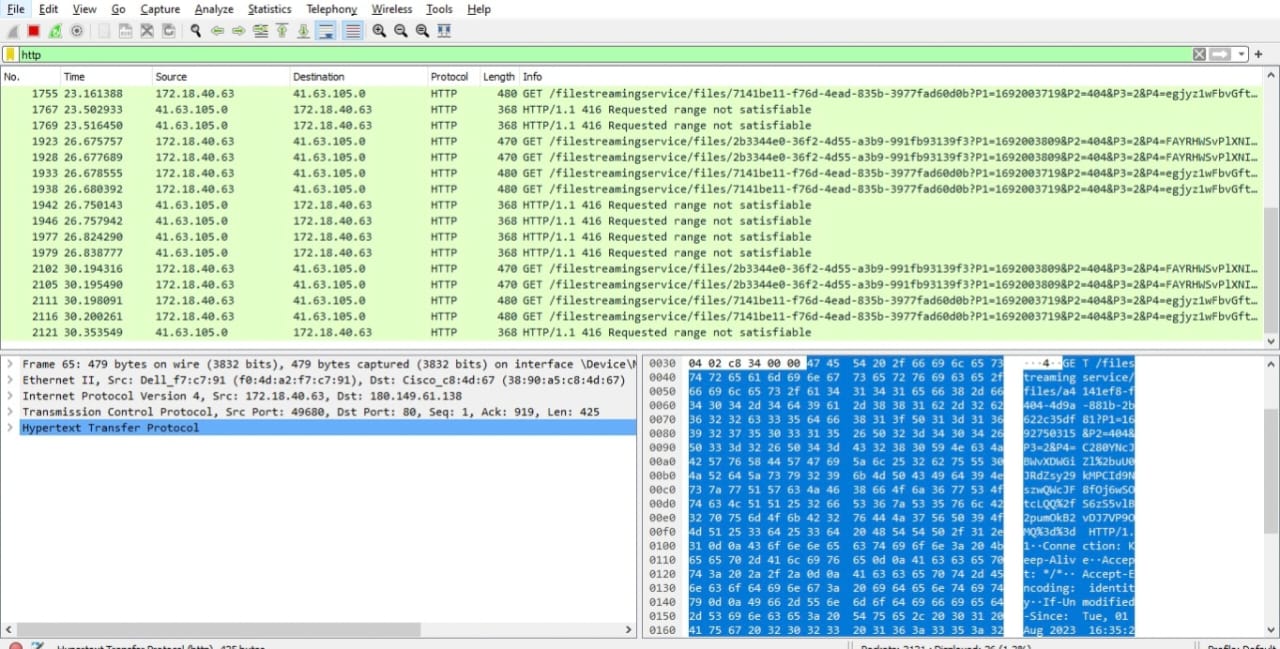 File Edit View Go Capture Analyze Statistics Telephony Wireless Tools Help
http
No. Time Source Destination Protocol Length Info
1755 23.161388 172.18.40.63 41.63.105.0 HTTP 480 GET /filestreamingservice/files/7141be11-f76d-4ead-835b-3977fad60d0b?P1=1692003719&P2=404&P3=2&P4=egjyz1wFbvGft…
1767 23.502933 41.63.105.0 172.18.40.63 HTTP 368 HTTP/1.1 416 Requested range not satisfiable
1769 23.516450 41.63.105.0 172.18.40.63 HTTP 368 HTTP/1.1 416 Requested range not satisfiable
1923 26.675757 172.18.40.63 41.63.105.0 HTTP 470 GET /filestreamingservice/files/2b3344e0-36f2-4d55-a3b9-991fb93139f3?P1=1692003809&P2=404&P3=2&P4=FAYRHWSvPlXNI…
1928 26.677689 172.18.40.63 41.63.105.0 HTTP 470 GET /filestreamingservice/files/2b3344e0-36f2-4d55-a3b9-991fb93139f3?P1=1692003809&P2=404&P3=2&P4=FAYRHWSvPlXNI…
1933 26.678555 172.18.40.63 41.63.105.0 HTTP 480 GET /filestreamingservice/files/7141be11-f76d-4ead-835b-3977fad60d0b?P1=1692003719&P2=404&P3=2&P4=egjyz1wFbvGft…
1938 26.680392 172.18.40.63 41.63.105.0 HTTP 480 GET /filestreamingservice/files/7141be11-f76d-4ead-835b-3977fad60d0b?P1=1692003719&P2=404&P3=2&P4=egjyz1wFbvGft…
1942 26.750143 41.63.105.0 172.18.40.63 HTTP 368 HTTP/1.1 416 Requested range not satisfiable
1946 26.757942 41.63.105.0 172.18.40.63 HTTP 368 HTTP/1.1 416 Requested range not satisfiable
1977 26.824290 41.63.105.0 172.18.40.63 HTTP 368 HTTP/1.1 416 Requested range not satisfiable
1979 26.838777 41.63.105.0 172.18.40.63 HTTP 368 HTTP/1.1 416 Requested range not satisfiable
2102 30.194316 172.18.40.63 41.63.105.0 HTTP 470 GET /filestreamingservice/files/2b3344e0-36f2-4d55-a3b9-991fb93139f3?P1=1692003809&P2=404&P3=2&P4=FAYRHWSvPlXNI…
2105 30.195490 172.18.40.63 41.63.105.0 HTTP 470 GET /filestreamingservice/files/2b3344e0-36f2-4d55-a3b9-991fb93139f3?P1=1692003809&P2=404&P3=2&P4=FAYRHWSvPlXNI…
2111 30.198091 172.18.40.63 41.63.105.0 HTTP 480 GET /filestreamingservice/files/7141be11-f76d-4ead-835b-3977fad60d0b?P1=1692003719&P2=404&P3=2&P4=egjyz1wFbvGft…
2116 30.200261 172.18.40.63 41.63.105.0 HTTP 480 GET /filestreamingservice/files/7141be11-f76d-4ead-835b-3977fad60d0b?P1=1692003719&P2=404&P3=2&P4=egjyz1wFbvGft…
2121 30.353549 41.63.105.0 172.18.40.63 HTTP 368 HTTP/1.1 416 Requested range not satisfiable
Frame 65: 479 bytes on wire (3832 bits), 479 bytes captured (3832 bits) on interface \Device\N
Ethernet II, Src: Dell_f7:c7:91 (f0:4d:a2:f7:c7:91), Dst: Cisco_c8:4d:67 (38:90:a5:c8:4d:67)
Internet Protocol Version 4, Src: 172.18.40.63, Dst: 180.149.61.138
Transmission Control Protocol, Src Port: 49680, Dst Port: 80, Seq: 1, Ack: 919, Len: 425
Hypertext Transfer Protocol
0030 04 02 c8 34 00 00 47 45 54 20 2f 66 69 6c 65 73 ···4··GE T /files
0040 74 72 65 61 6d 69 6e 67 73 65 72 76 69 63 65 2f treaming service/
0050 66 69 6c 65 73 2f 61 34 31 34 31 65 66 38 2d 66 files/a4 141ef8-f
0060 34 30 34 2d 34 64 39 61 2d 38 38 31 62 2d 32 62 404-4d9a -881b-2b
0070 36 32 32 63 33 35 64 66 38 31 3f 50 31 3d 31 36 622c35df 81?P1=16
0080 39 32 37 35 30 33 31 35 26 50 32 3d 34 30 34 26 92750315 &P2=404&
0090 50 33 3d 32 26 50 34 3d 43 32 38 30 59 4e 63 4a P3=2&P4= C280YNcJ
00a0 42 57 76 58 44 57 47 69 5a 6c 25 32 62 75 55 30 BWvXDWGi Zl%2buU0
00b0 4a 52 64 5a 73 79 32 39 6b 4d 50 43 49 64 39 4e JRdZsy29 kMPCId9N
00c0 73 7a 77 51 57 63 4a 46 38 66 4f 6a 36 77 53 4f szwQWcJF 8fOj6wSO
00d0 74 63 4c 51 51 25 32 66 53 36 7a 53 35 76 6c 42 tcLQQ%2f S6zS5vlB
00e0 32 70 75 6d 4f 6b 42 32 76 44 4a 37 56 50 39 4f 2pumOkB2 vDJ7VP9O
00f0 4d 51 25 33 64 25 33 64 20 48 54 54 50 2f 31 2e MQ%3d%3d HTTP/1.
0100 31 0d 0a 43 6f 6e 6e 65 63 74 69 6f 6e 3a 20 4b 1··Conne ction: K
0110 65 65 70 2d 41 6c 69 76 65 0d 0a 41 63 63 65 70 eep-Aliv e··Accep
0120 74 3a 20 2a 2f 2a 0d 0a 41 63 63 65 70 74 2d 45 t: */*·· Accept-E
0130 6e 63 6f 64 69 6e 67 3a 20 69 64 65 6e 74 69 74 ncoding: identit
0140 79 0d 0a 49 66 2d 55 6e 6d 6f 64 69 66 69 65 64 y··If-Un modified
0150 2d 53 69 6e 63 65 3a 20 54 75 65 2c 20 30 31 20 -Since: Tue, 01
0160 41 75 67 20 32 30 32 33 20 31 36 3a 33 35 3a 32 Aug 2023 16:35:2